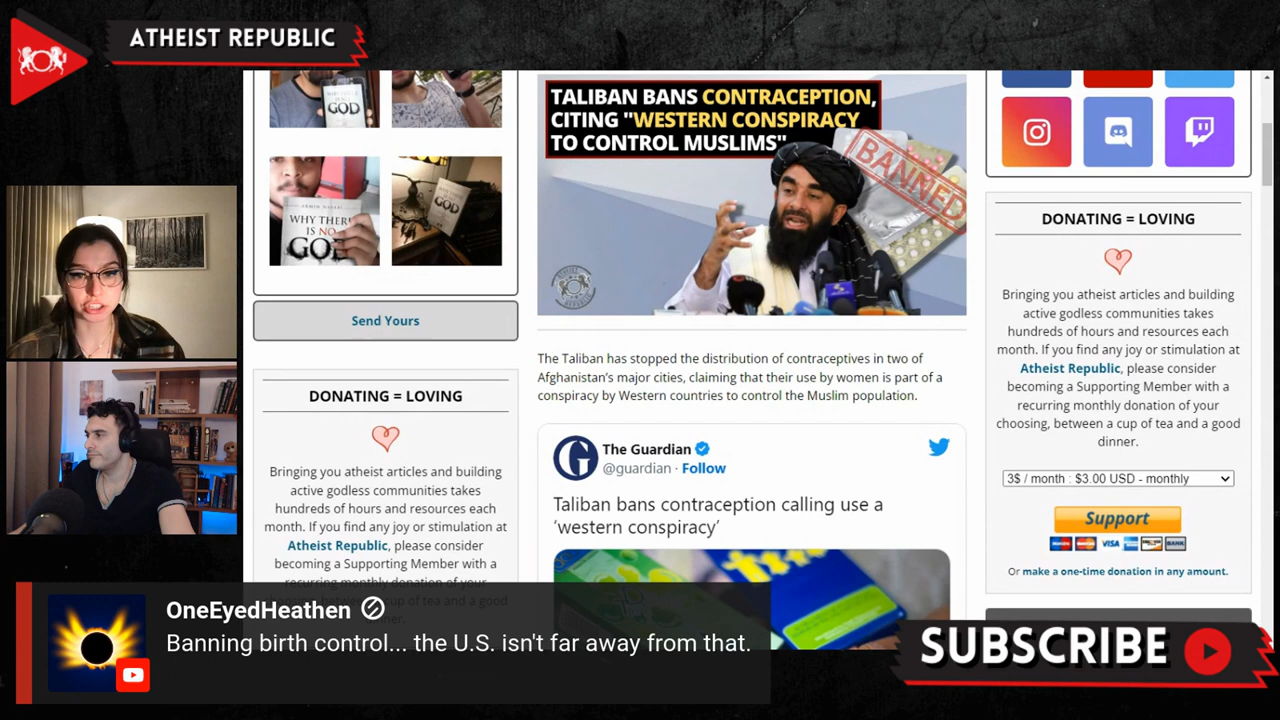 ATHEIST REPUBLIC
GOD
GOD
WHY THERE
IS NO
GOD
GOD
Send Yours
DONATING = LOVING
Bringing you atheist articles and building
active godless communities takes
hundreds of hours and resources each
month. If you find any joy or stimulation at
Atheist Republic, please consider
becoming a Supporting Member with a
recurring monthly donation of your
TALIBAN BANS CONTRACEPTION,
CITING "WESTERN CONSPIRACY
TO CONTROL MUSLIMS"
BANNED
The Taliban has stopped the distribution of contraceptives in two of
Afghanistan's major cities, claiming that their use by women is part of a
conspiracy by Western countries to control the Muslim population.
The Guardian
@guardian · Follow
Taliban bans contraception calling use a
‘western conspiracy’
DONATING = LOVING
Bringing you atheist articles and building
active godless communities takes
hundreds of hours and resources each
month. If you find any joy or stimulation at
Atheist Republic, please consider
becoming a Supporting Member with a
recurring monthly donation of your
choosing, between a cup of tea and a good
dinner.
3$ / month : $3.00 USD - monthly
Support
VISA
BANK
Or make a one-time donation in any amount.
OneEyedHeathen
Banning birth control... the U.S. isn't far away from that.
SUBSCRIBE